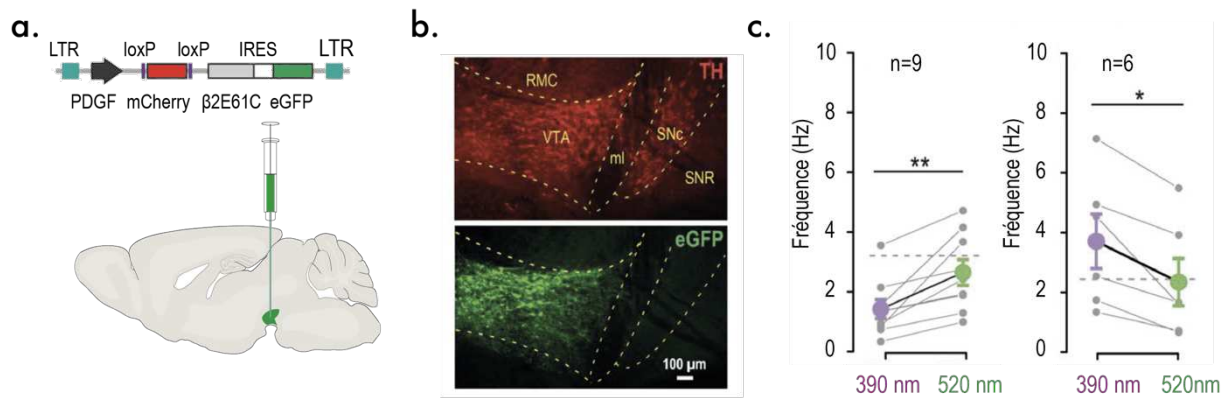 a.
LTR loxP loxP IRES LTR
PDGF mCherry β2E61C eGFP
b.
TH
RMC
VTA
SNc
ml
SNR
eGFP
100 µm
c.
Fréquence (Hz)
10
8
6
4
2
0
n=9
**
390 nm 520 nm
Fréquence (Hz)
10
8
6
4
2
0
n=6
*
390 nm 520nm